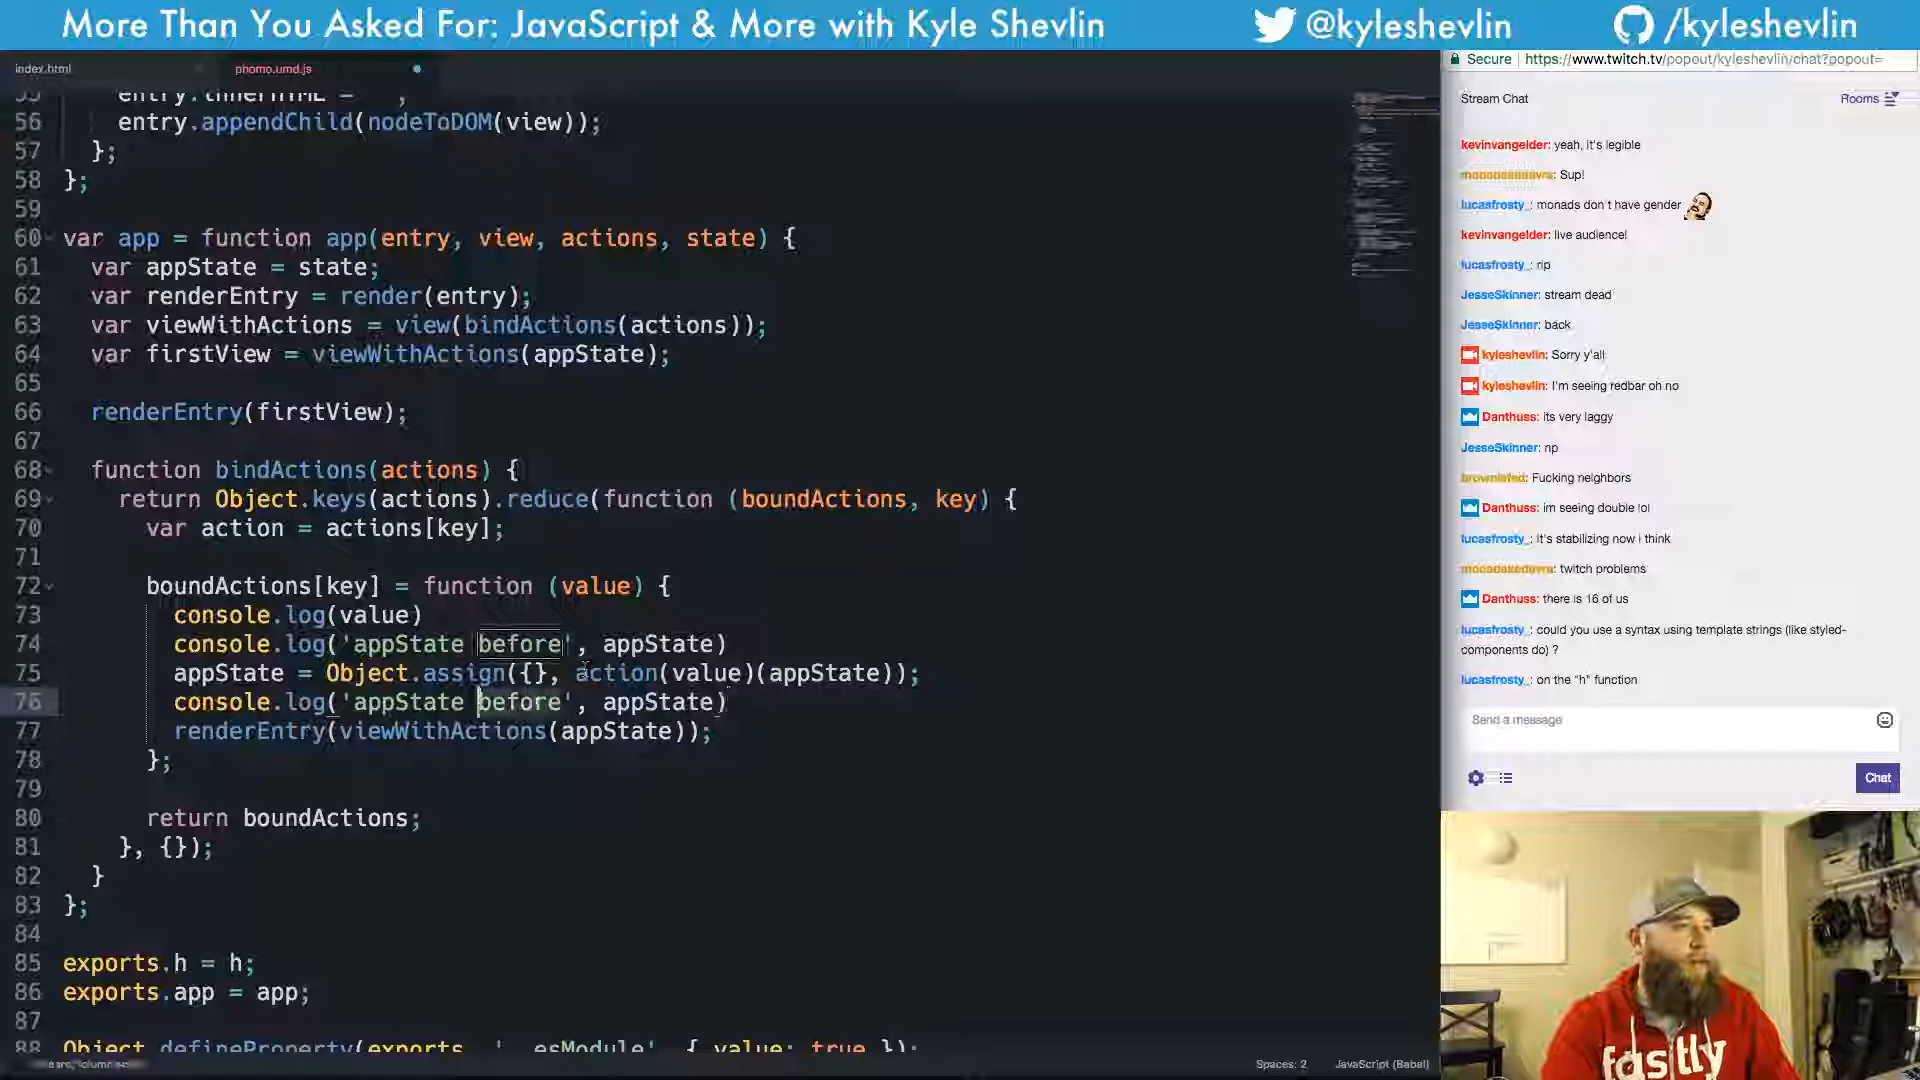 More Than You Asked For: JavaScript & More with Kyle Shevlin
@kyleshevlin
/kyleshevlin
index.html
phomo.umd.js
56 entry.appendChild(nodeToDOM(view));
57 };
58 };
59
60 var app = function app(entry, view, actions, state) {
61 var appState = state;
62 var renderEntry = render(entry);
63 var viewWithActions = view(bindActions(actions));
64 var firstView = viewWithActions(appState);
65
66 renderEntry(firstView);
67
68 function bindActions(actions) {
69 return Object.keys(actions).reduce(function (boundActions, key) {
70 var action = actions[key];
71
72 boundActions[key] = function (value) {
73 console.log(value)
74 console.log('appState before', appState)
75 appState = Object.assign({}, action(value)(appState));
76 console.log('appState before', appState)
77 renderEntry(viewWithActions(appState));
78 };
79
80 return boundActions;
81 }, {});
82 }
83 };
84
85 exports.h = h;
86 exports.app = app;
87
88 Object.defineProperty(exports, '__esModule', { value: true });
Spaces: 2
JavaScript (Babel)
Secure
https://www.twitch.tv/popout/kyleshevlin/chat?popout=
Stream Chat
Rooms
kevinvangelder: yeah, it's legible
Sup!
lucasfrosty_: monads don't have gender
kevinvangelder: live audience!
lucasfrosty_: rip
JesseSkinner: stream dead
JesseSkinner: back
kyleshevlin: Sorry y'all
kyleshevlin: I'm seeing redbar oh no
Danthuss: its very laggy
JesseSkinner: np
Fucking neighbors
Danthuss: im seeing double lol
lucasfrosty_: it's stabilizing now i think
twitch problems
Danthuss: there is 16 of us
lucasfrosty_: could you use a syntax using template strings (like styled-
components do) ?
lucasfrosty_: on the "h" function
Send a message
Chat
fastly